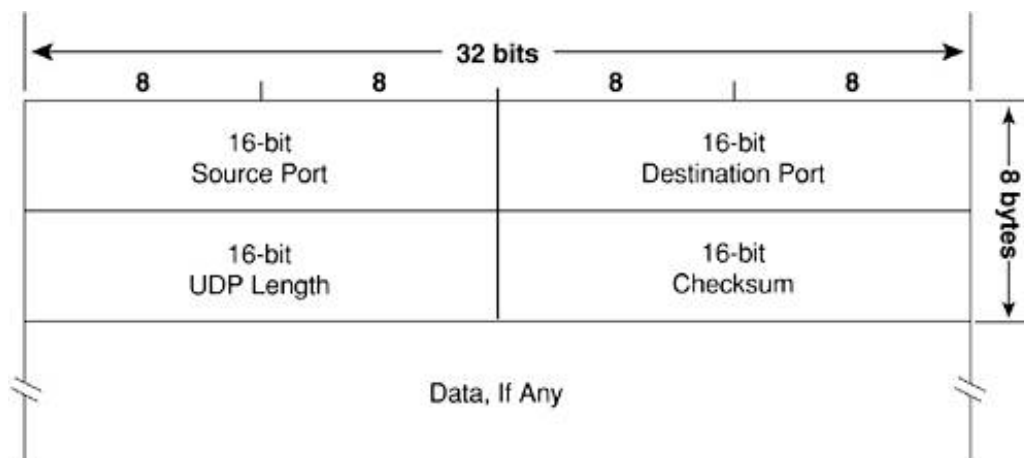 32 bits
8 8 8 8
16-bit
Source Port
16-bit
Destination Port
8 bytes
16-bit
UDP Length
16-bit
Checksum
Data, If Any